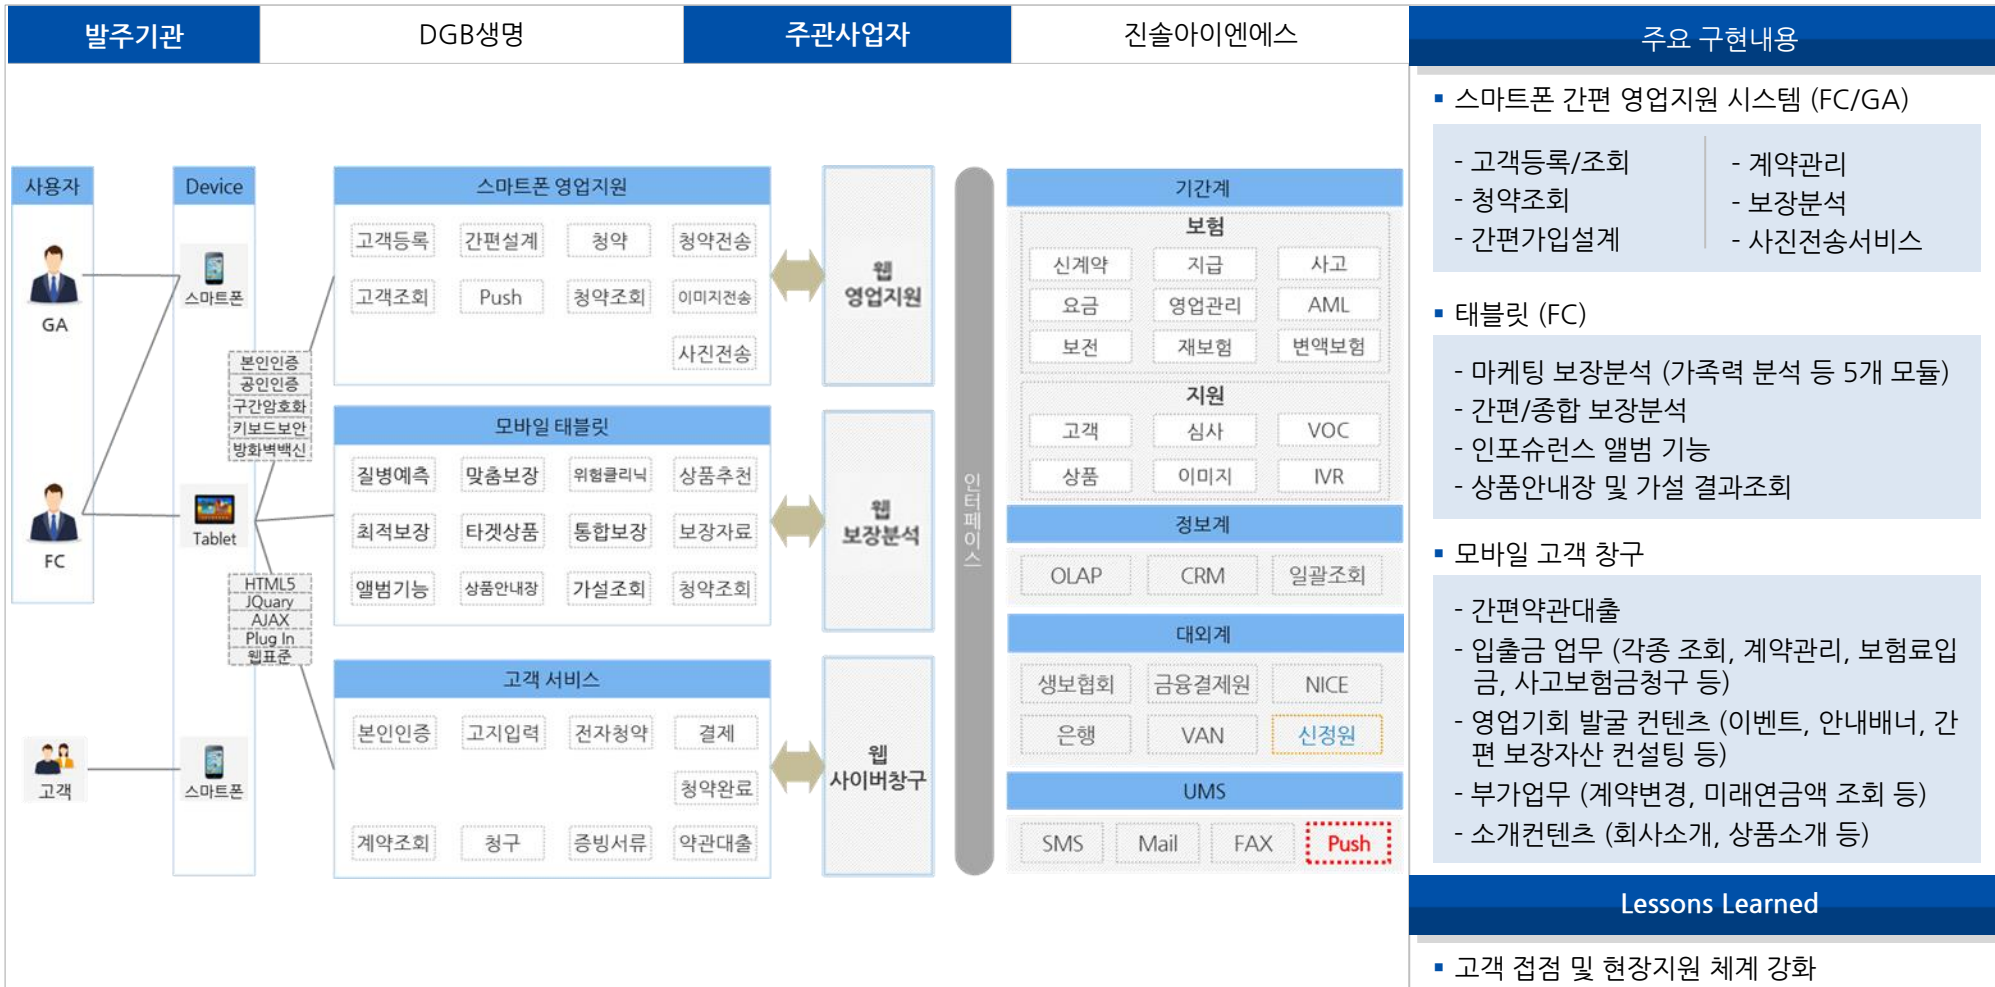 발주기관
DGB생명
주관사업자
진솔아이엔에스
주요 구현내용
사용자
GA
FC
고객
Device
스마트폰
Tablet
스마트폰
본인인증
공인인증
구간암호화
키보드보안
방화벽백신
HTML5
JQuary
AJAX
Plug In
웹표준
스마트폰 영업지원
고객등록 간편설계 청약 청약전송
고객조회 Push 청약조회 이미지전송
사진전송
모바일 태블릿
질병예측 맞춤보장 위험클리닉 상품추천
최적보장 타겟상품 통합보장 보장자료
앨범기능 상품안내장 가설조회 청약조회
고객 서비스
본인인증 고지입력 전자청약 결제
청약완료
계약조회 청구 증빙서류 약관대출
웹
영업지원
웹
보장분석
웹
사이버창구
인터페이스
기간계
보험
신계약 지급 사고
요금 영업관리 AML
보전 재보험 변액보험
지원
고객 심사 VOC
상품 이미지 IVR
정보계
OLAP CRM 일괄조회
대외계
생보협회 금융결제원 NICE
은행 VAN 신정원
UMS
SMS Mail FAX Push
▪ 스마트폰 간편 영업지원 시스템 (FC/GA)
- 고객등록/조회
- 청약조회
- 간편가입설계
- 계약관리
- 보장분석
- 사진전송서비스
▪ 태블릿 (FC)
- 마케팅 보장분석 (가족력 분석 등 5개 모듈)
- 간편/종합 보장분석
- 인포슈런스 앨범 기능
- 상품안내장 및 가설 결과조회
▪ 모바일 고객 창구
- 간편약관대출
- 입출금 업무 (각종 조회, 계약관리, 보험료입
금, 사고보험금청구 등)
- 영업기회 발굴 컨텐츠 (이벤트, 안내배너, 간
편 보장자산 컨설팅 등)
- 부가업무 (계약변경, 미래연금액 조회 등)
- 소개컨텐츠 (회사소개, 상품소개 등)
Lessons Learned
▪ 고객 접점 및 현장지원 체계 강화